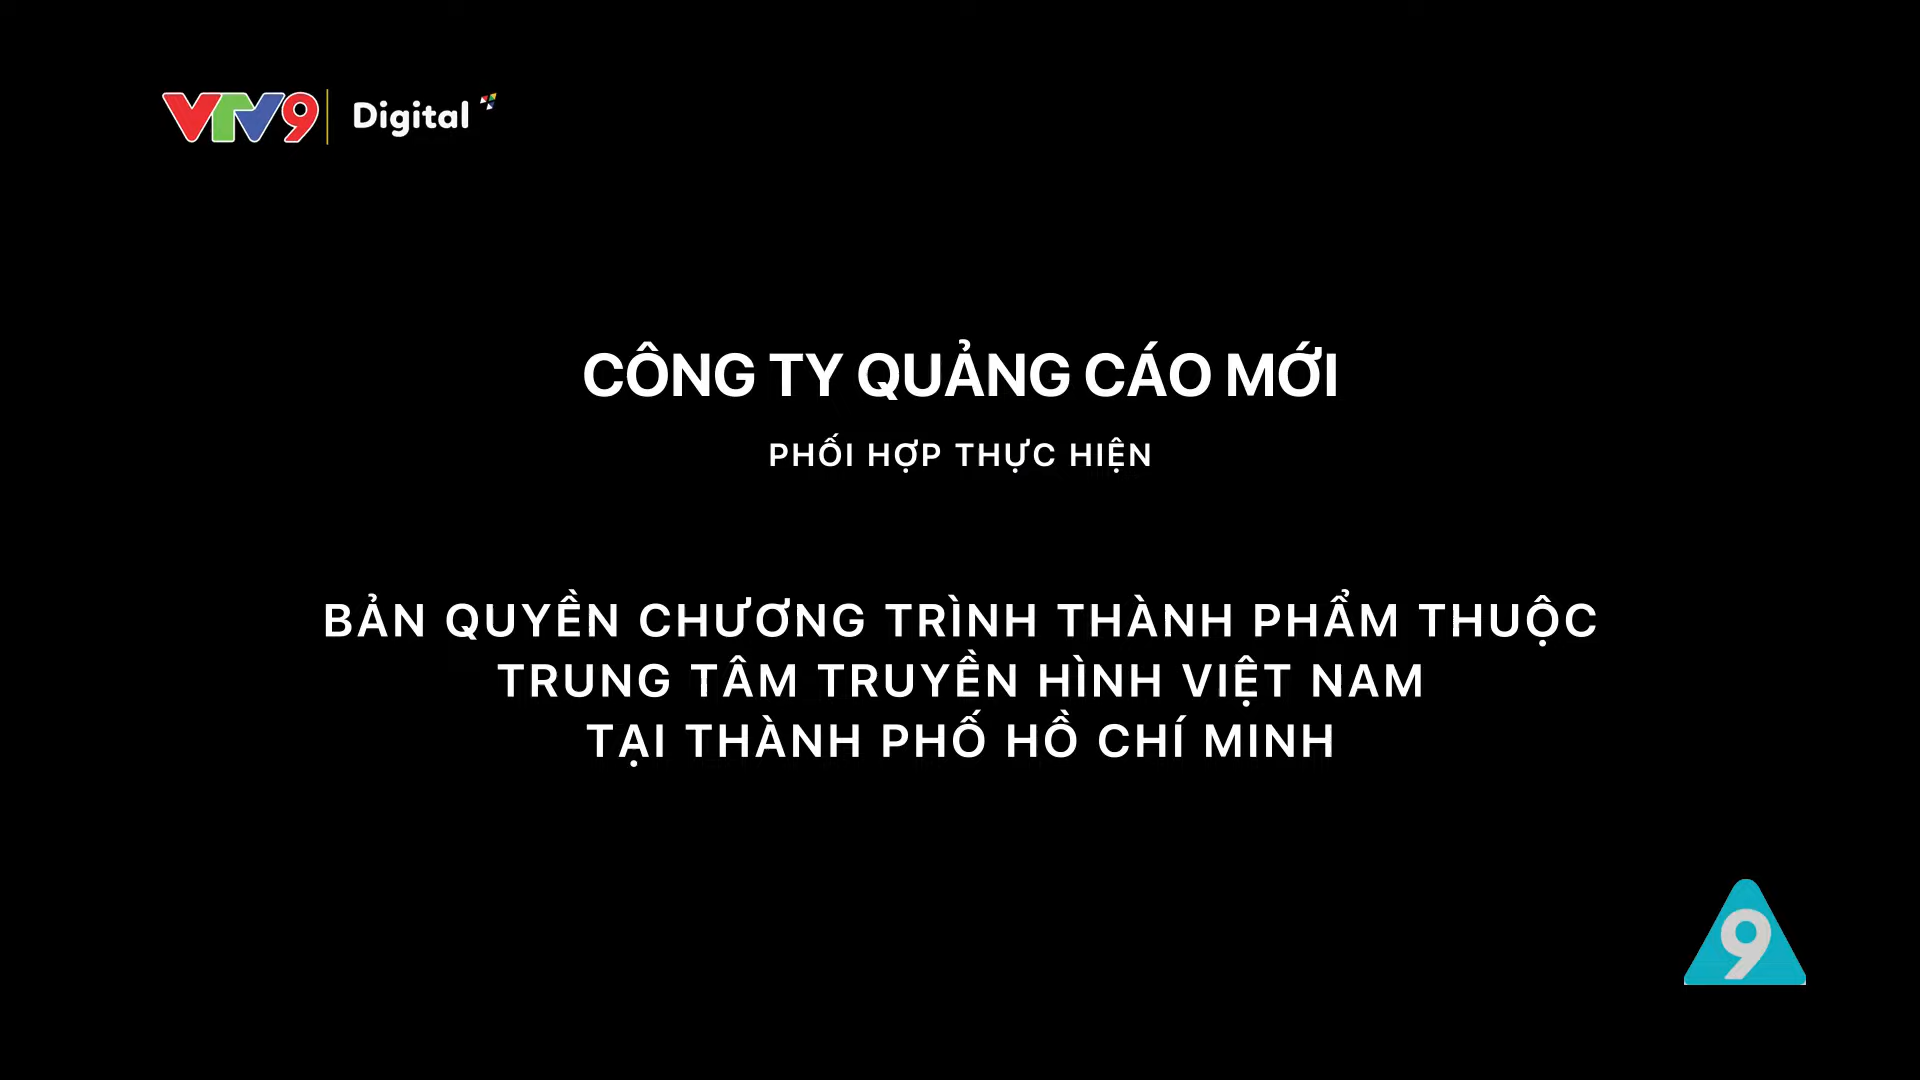 VTV9 Digital
CÔNG TY QUẢNG CÁO MỚI
PHỐI HỢP THỰC HIỆN
BẢN QUYỀN CHƯƠNG TRÌNH THÀNH PHẨM THUỘC
TRUNG TÂM TRUYỀN HÌNH VIỆT NAM
TẠI THÀNH PHỐ HỒ CHÍ MINH
9